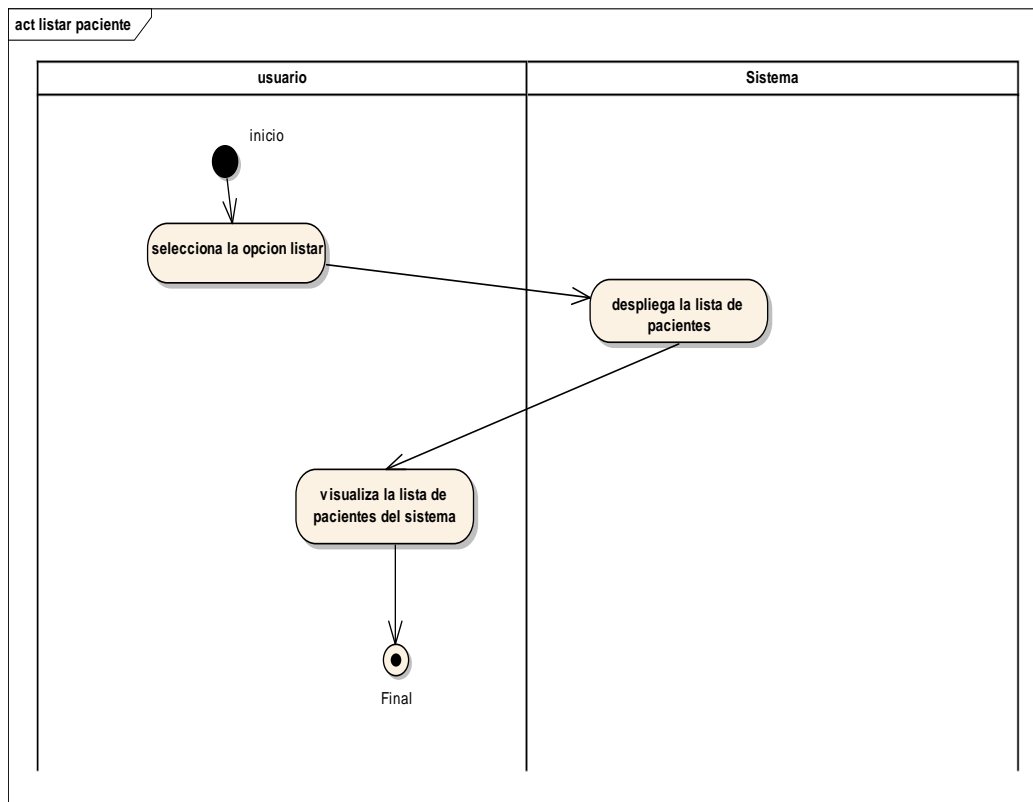 act listar paciente
usuario
Sistema
inicio
selecciona la opcion listar
despliega la lista de
pacientes
visualiza la lista de
pacientes del sistema
Final